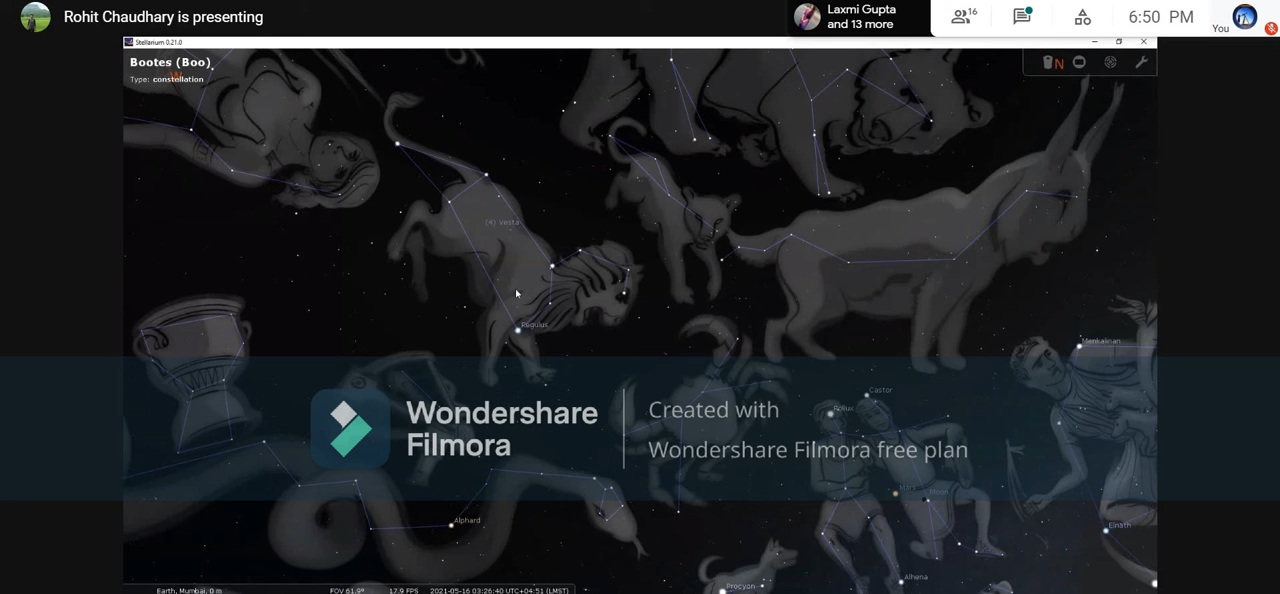 Rohit Chaudhary is presenting
Laxmi Gupta
and 13 more
16
6:50 PM
You
Stellarium 0.21.0
Bootes (Boo)
Type: constellation
W
N
Vesta
Regulus
Menkalinan
Castor
Pollux
Wondershare
Filmora
Created with
Wondershare Filmora free plan
Mars
Moon
Alphard
Elnath
Alhena
Procyon
Earth, Mumbai, 0 m
FOV 61.9°
17.9 FPS
2021-05-16 03:26:40 UTC+04:51 (LMST)